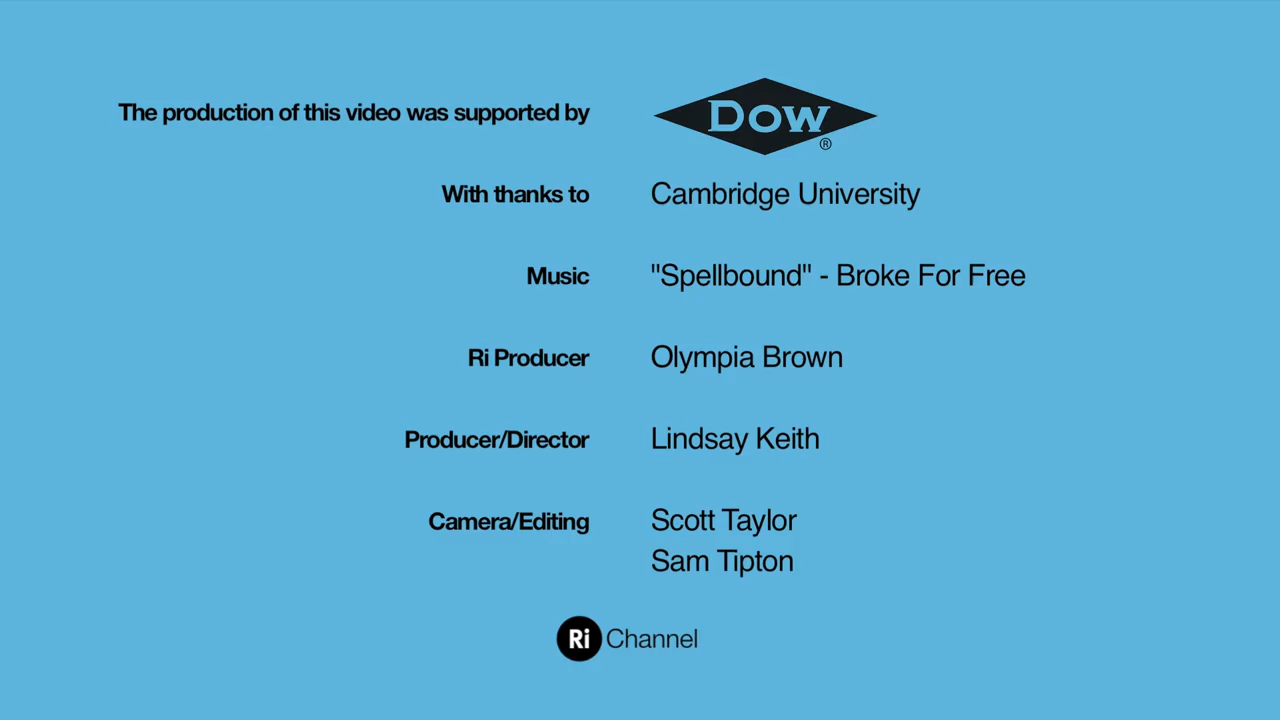 The production of this video was supported by DOW ®
With thanks to Cambridge University
Music "Spellbound" - Broke For Free
Ri Producer Olympia Brown
Producer/Director Lindsay Keith
Camera/Editing Scott Taylor
Sam Tipton
Ri Channel